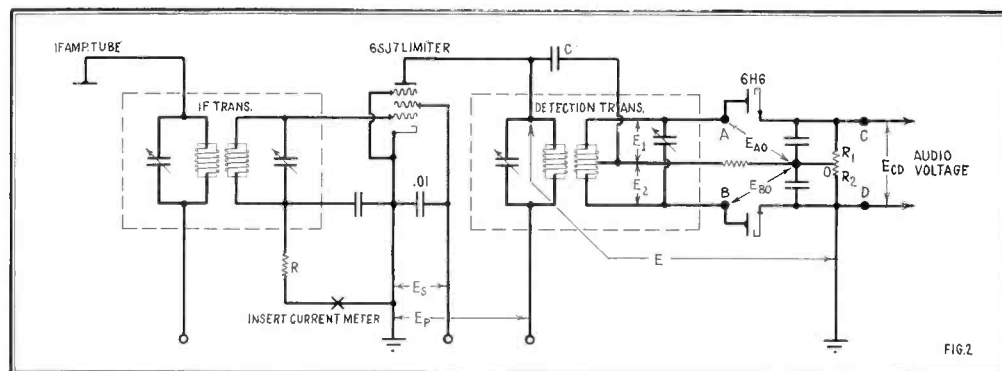 IF AMP. TUBE
6SJ7 LIMITER
C
6H6
IF TRANS.
DETECTION TRANS.
A
C
E1
EAO
R1
ECD
AUDIO
VOLTAGE
O
R2
E2
.01
EBO
B
D
R
E
ES
INSERT CURRENT METER
EP
FIG.2